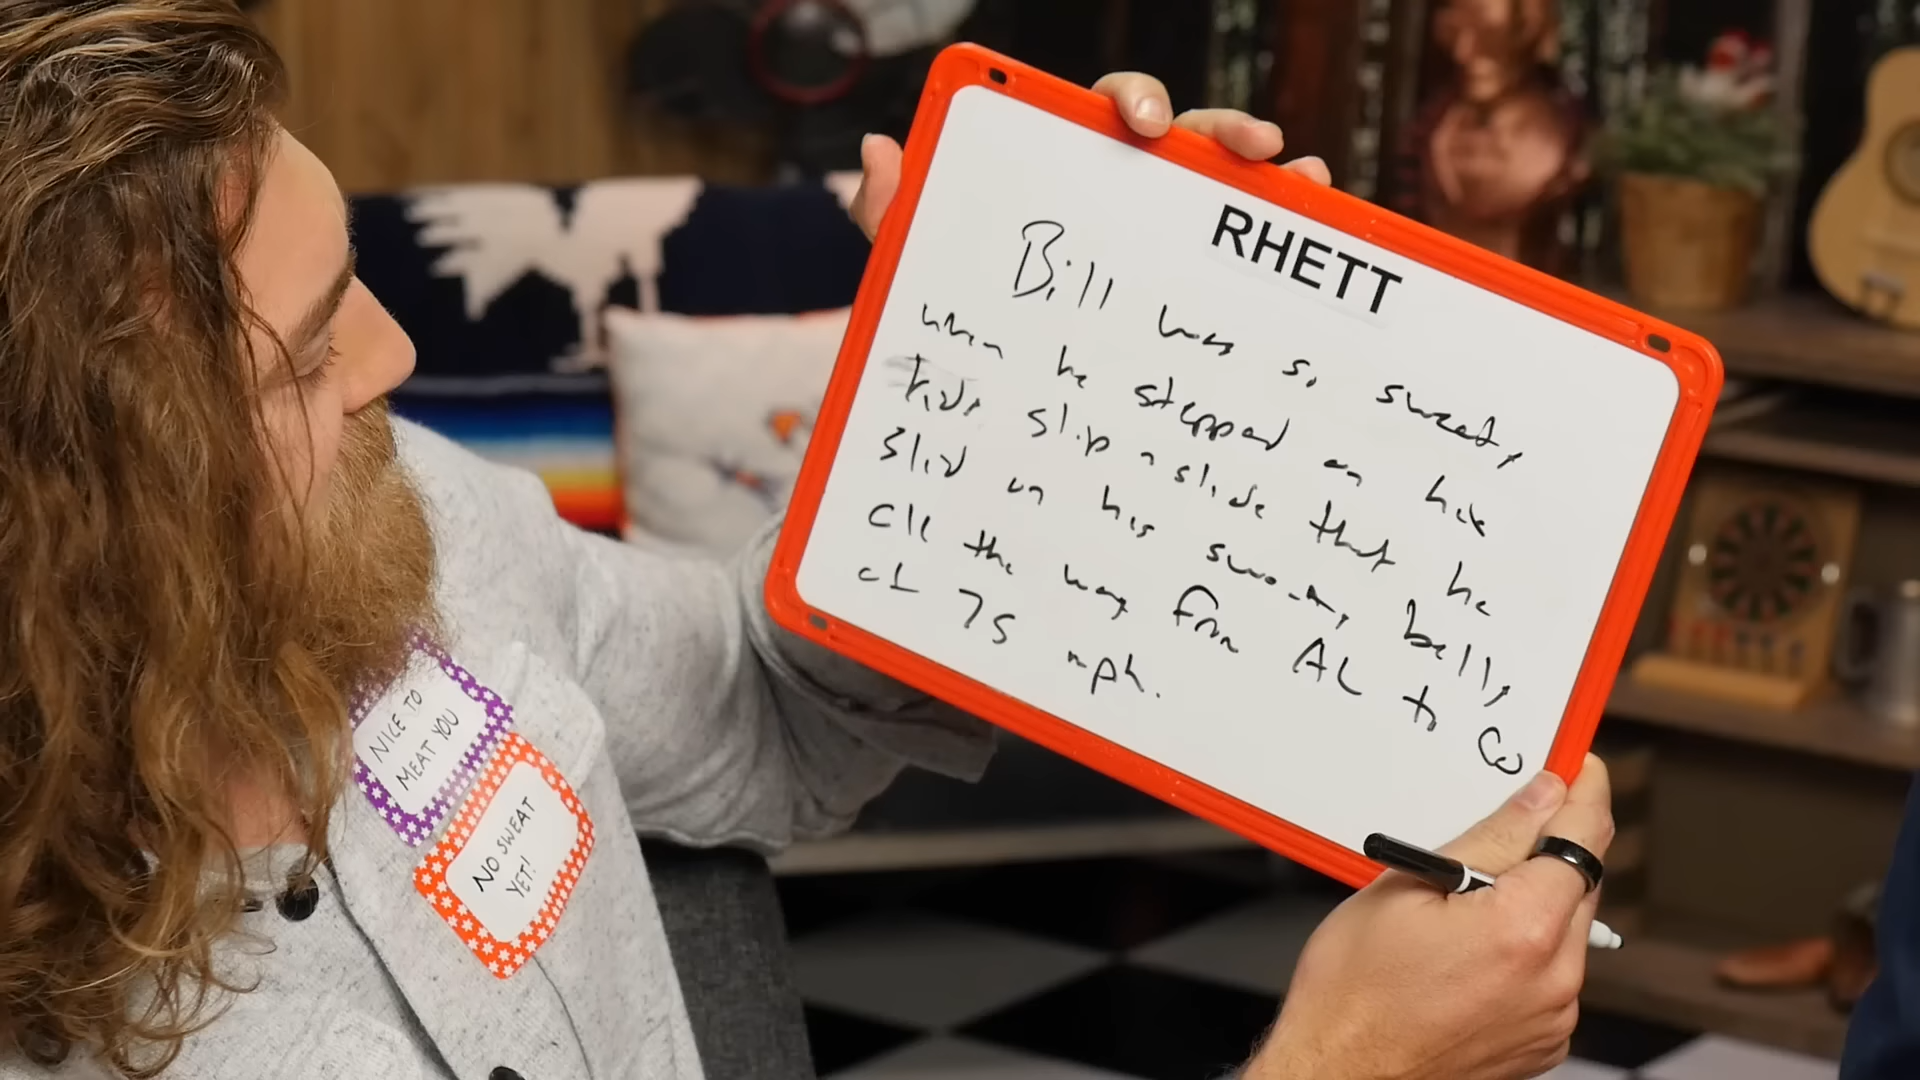 RHETT
Bill was so sweaty,
when he stepped on his
kids slip n slide that he
slid on his sweaty belly
all the way from AL to CO
at 75 mph.
NICE TO
MEAT YOU
NO SWEAT
YET!